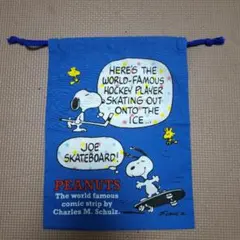 HERE'S THE
WORLD-FAMOUS
HOCKEY PLAYER
SKATING OUT
ONTO THE
ICE...
JOE
SKATEBOARD!
PEANUTS
The world famous
comic strip by
Charles M. Schulz.